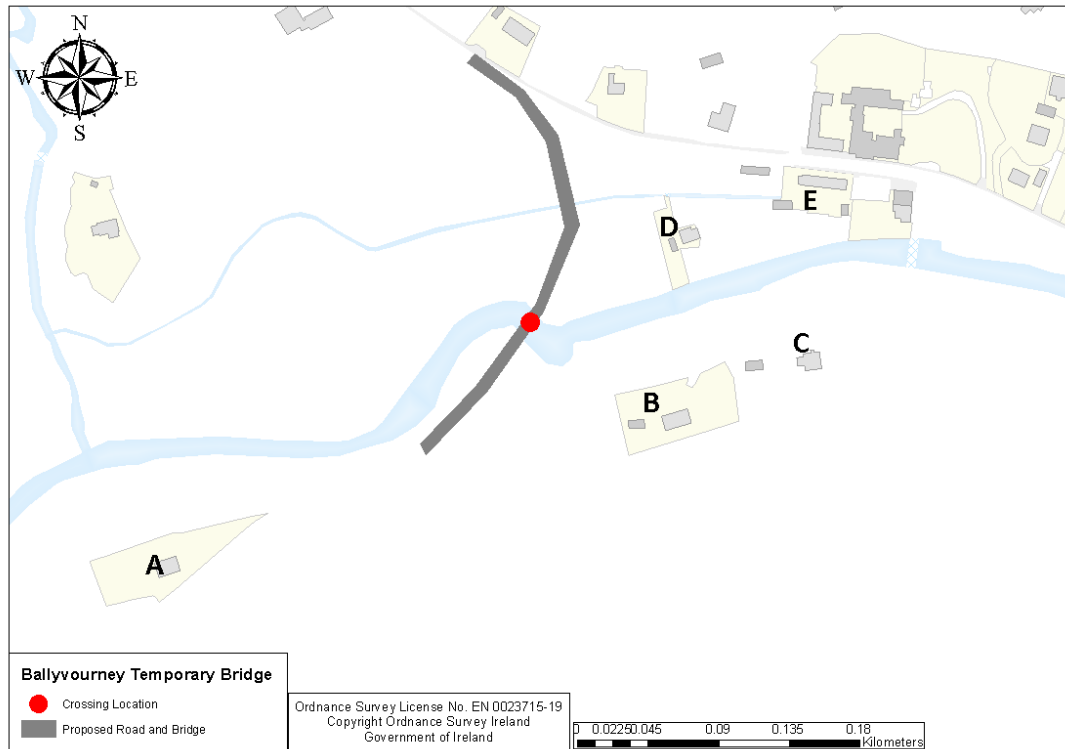 N
W E
S
E
D
C
B
A
Ballyvourney Temporary Bridge
Crossing Location
Proposed Road and Bridge
Ordnance Survey License No. EN 0023715-19
Copyright Ordnance Survey Ireland
Government of Ireland
0 0.0225 0.045 0.09 0.135 0.18
Kilometers